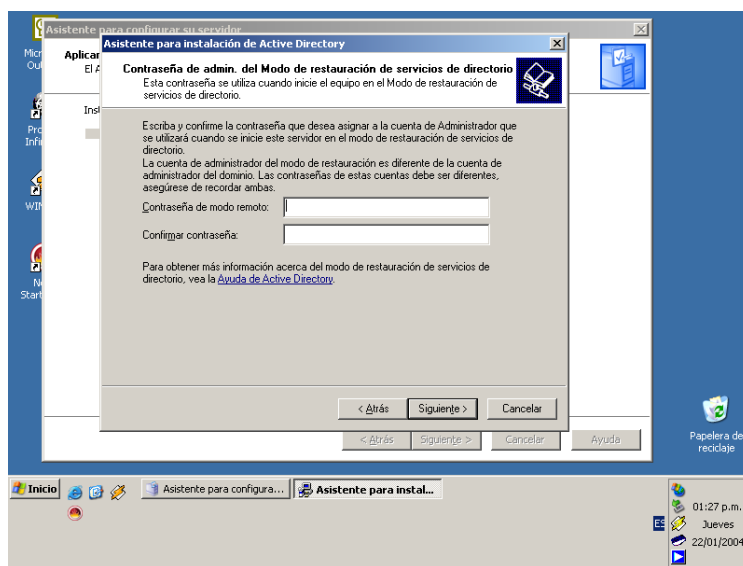 Asistente para configurar su servidor
Asistente para instalación de Active Directory
Aplicar
El A
Contraseña de admin. del Modo de restauración de servicios de directorio
Esta contraseña se utiliza cuando inicie el equipo en el Modo de restauración de
servicios de directorio.
Inst
Escriba y confirme la contraseña que desea asignar a la cuenta de Administrador que
se utilizará cuando se inicie este servidor en el modo de restauración de servicios de
directorio.
La cuenta de administrador del modo de restauración es diferente de la cuenta de
administrador del dominio. Las contraseñas de estas cuentas debe ser diferentes,
asegúrese de recordar ambas.
Contraseña de modo remoto:
Confirmar contraseña:
Para obtener más información acerca del modo de restauración de servicios de
directorio, vea la Ayuda de Active Directory.
< Atrás Siguiente > Cancelar
< Atrás Siguiente > Cancelar Ayuda
Micr
Ou
Pro
Infi
WIN
Start
Papelera de
reciclaje
Inicio Asistente para configura... Asistente para instal...
ES
01:27 p.m.
Jueves
22/01/2004